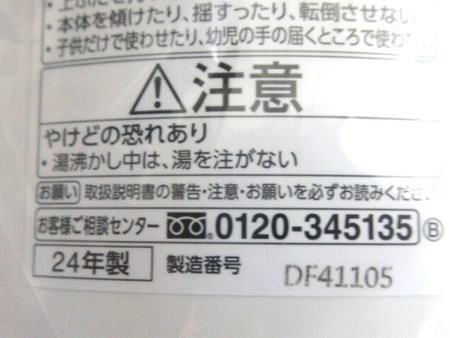 ・本体を傾けたり、揺すったり、転倒させない
・子供だけで使わせたり、幼児の手の届くところで使わ
注意
やけどの恐れあり
・湯沸かし中は、湯を注がない
お願い 取扱説明書の警告・注意・お願いを必ずお読みくだ
お客様ご相談センター 0120-345135 Ⓑ
24年製 製造番号 DF41105